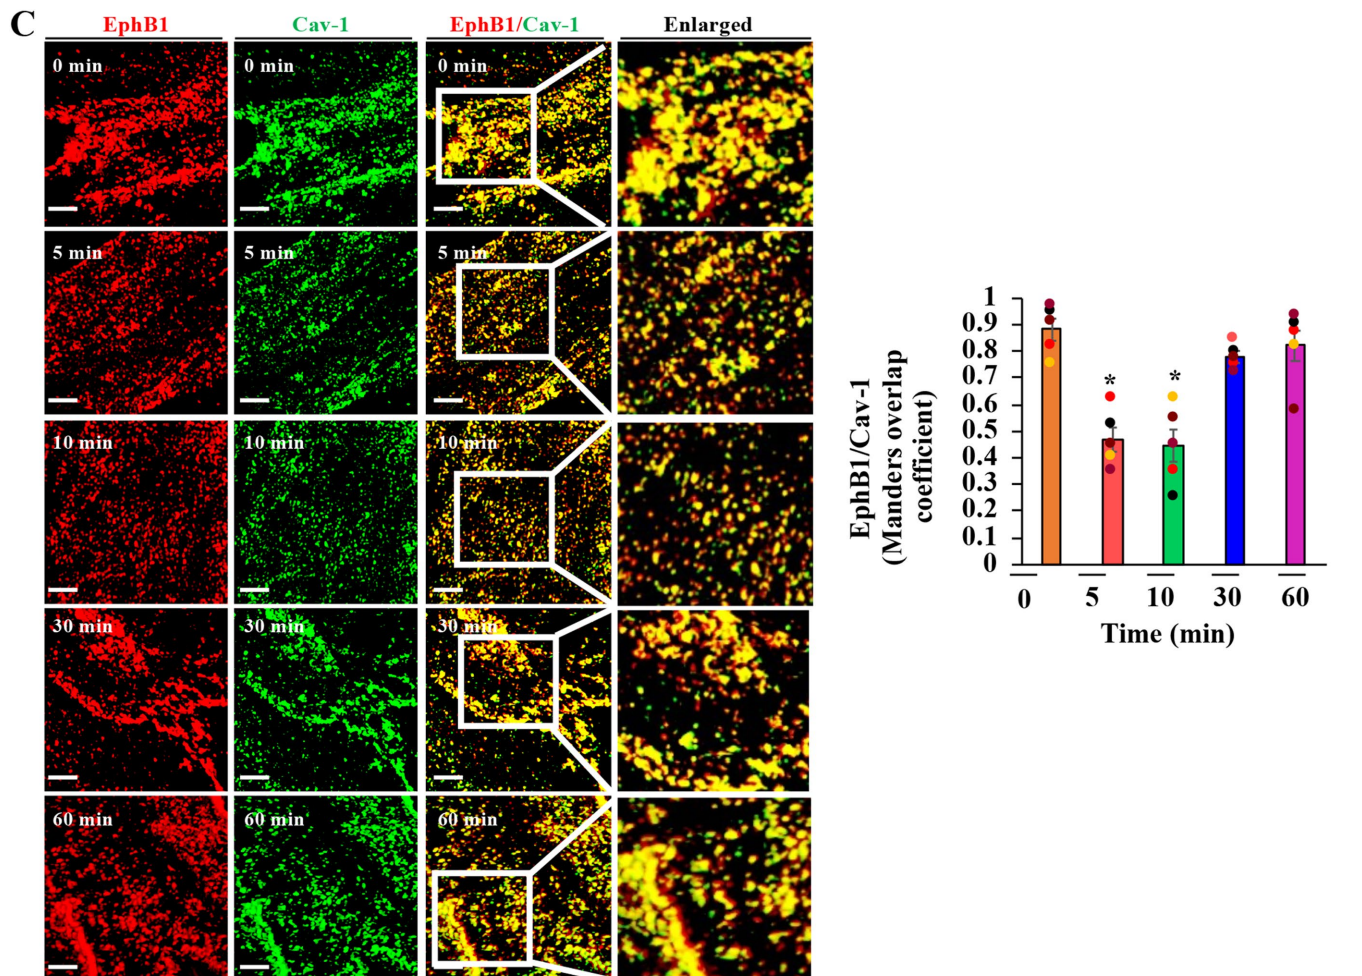 C
EphB1 Cav-1 EphB1/Cav-1 Enlarged
0 min 0 min 0 min
5 min 5 min 5 min
10 min 10 min 10 min
30 min 30 min 30 min
60 min 60 min 60 min
EphB1/Cav-1
(Manders overlap
coefficient)
1
0.9
0.8
0.7
0.6
0.5
0.4
0.3
0.2
0.1
0
* *
0 5 10 30 60
Time (min)